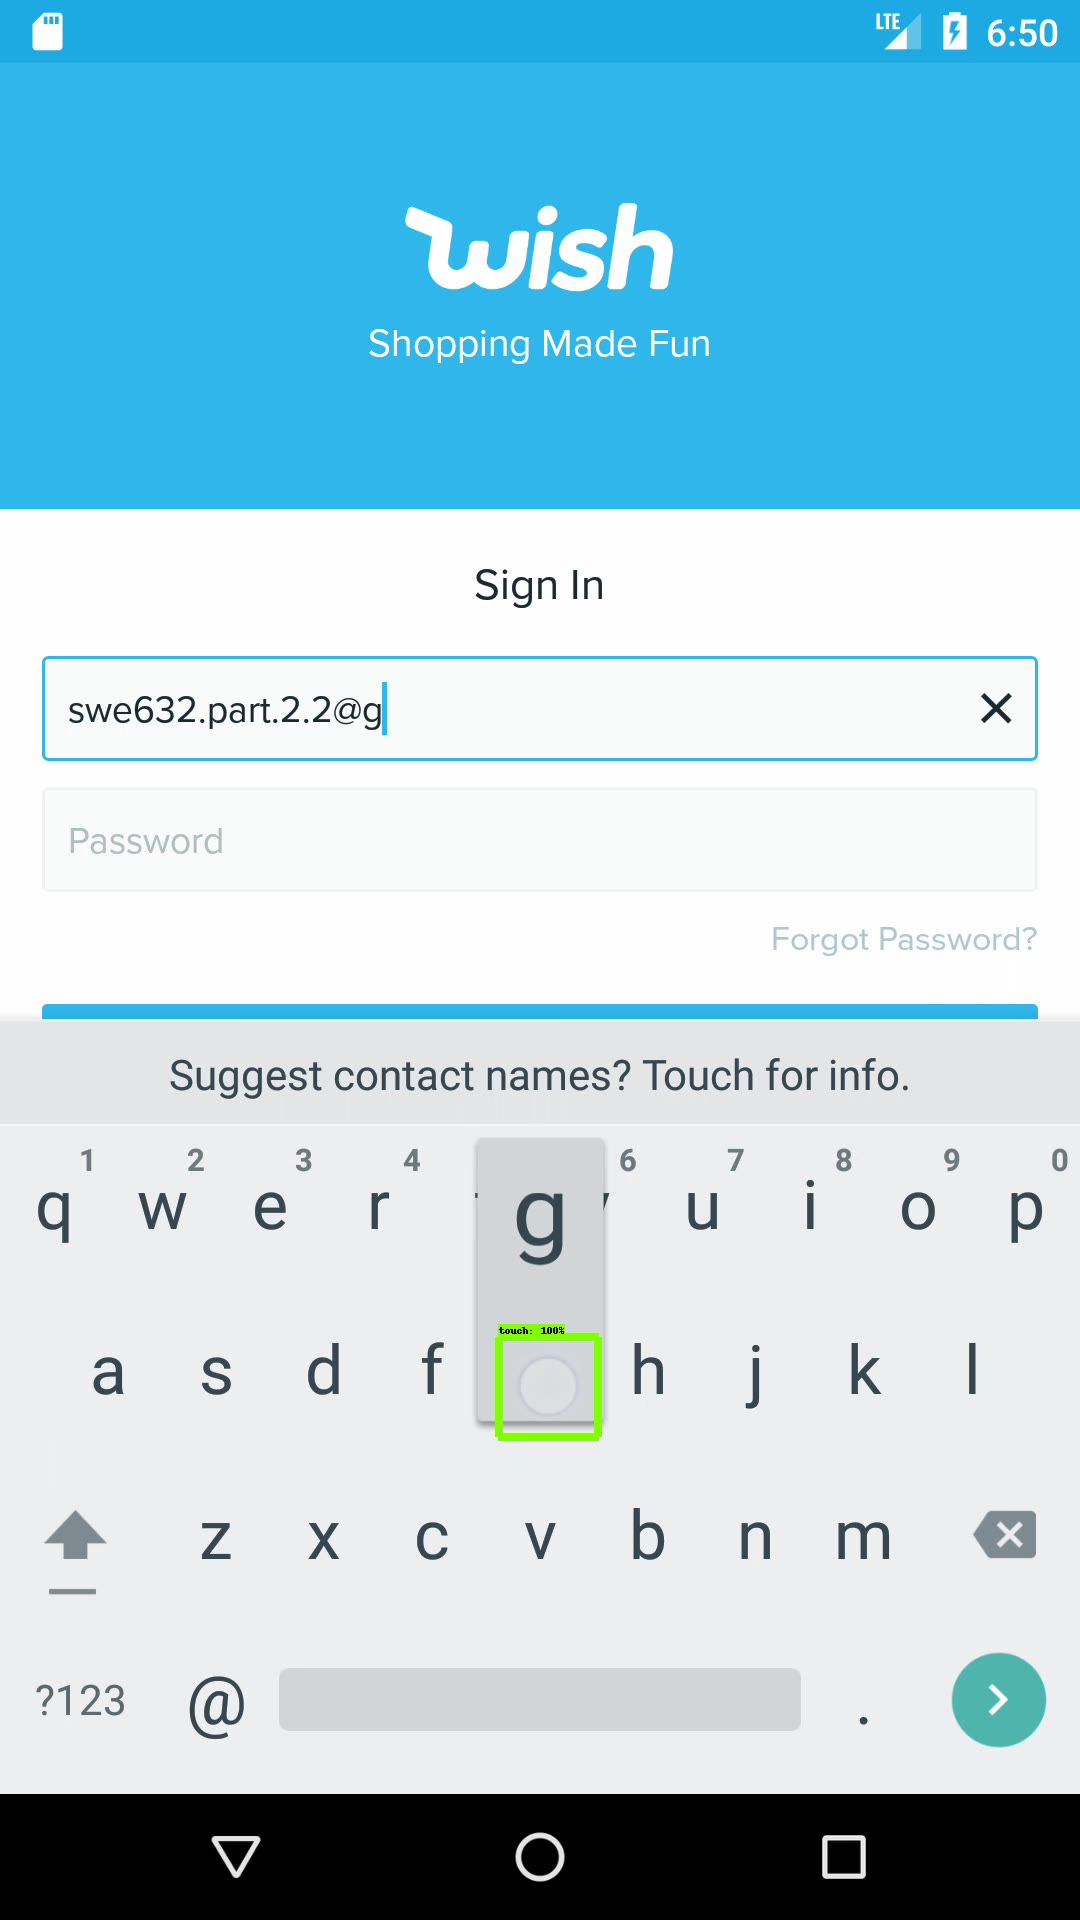 LTE 6:50
wish
Shopping Made Fun
Sign In
swe632.part.2.2@g
Password
Forgot Password?
Suggest contact names? Touch for info.
1 2 3 4 6 7 8 9 0
q w e r g u i o p
touch: 100%
a s d f h j k l
z x c v b n m
?123 @ .